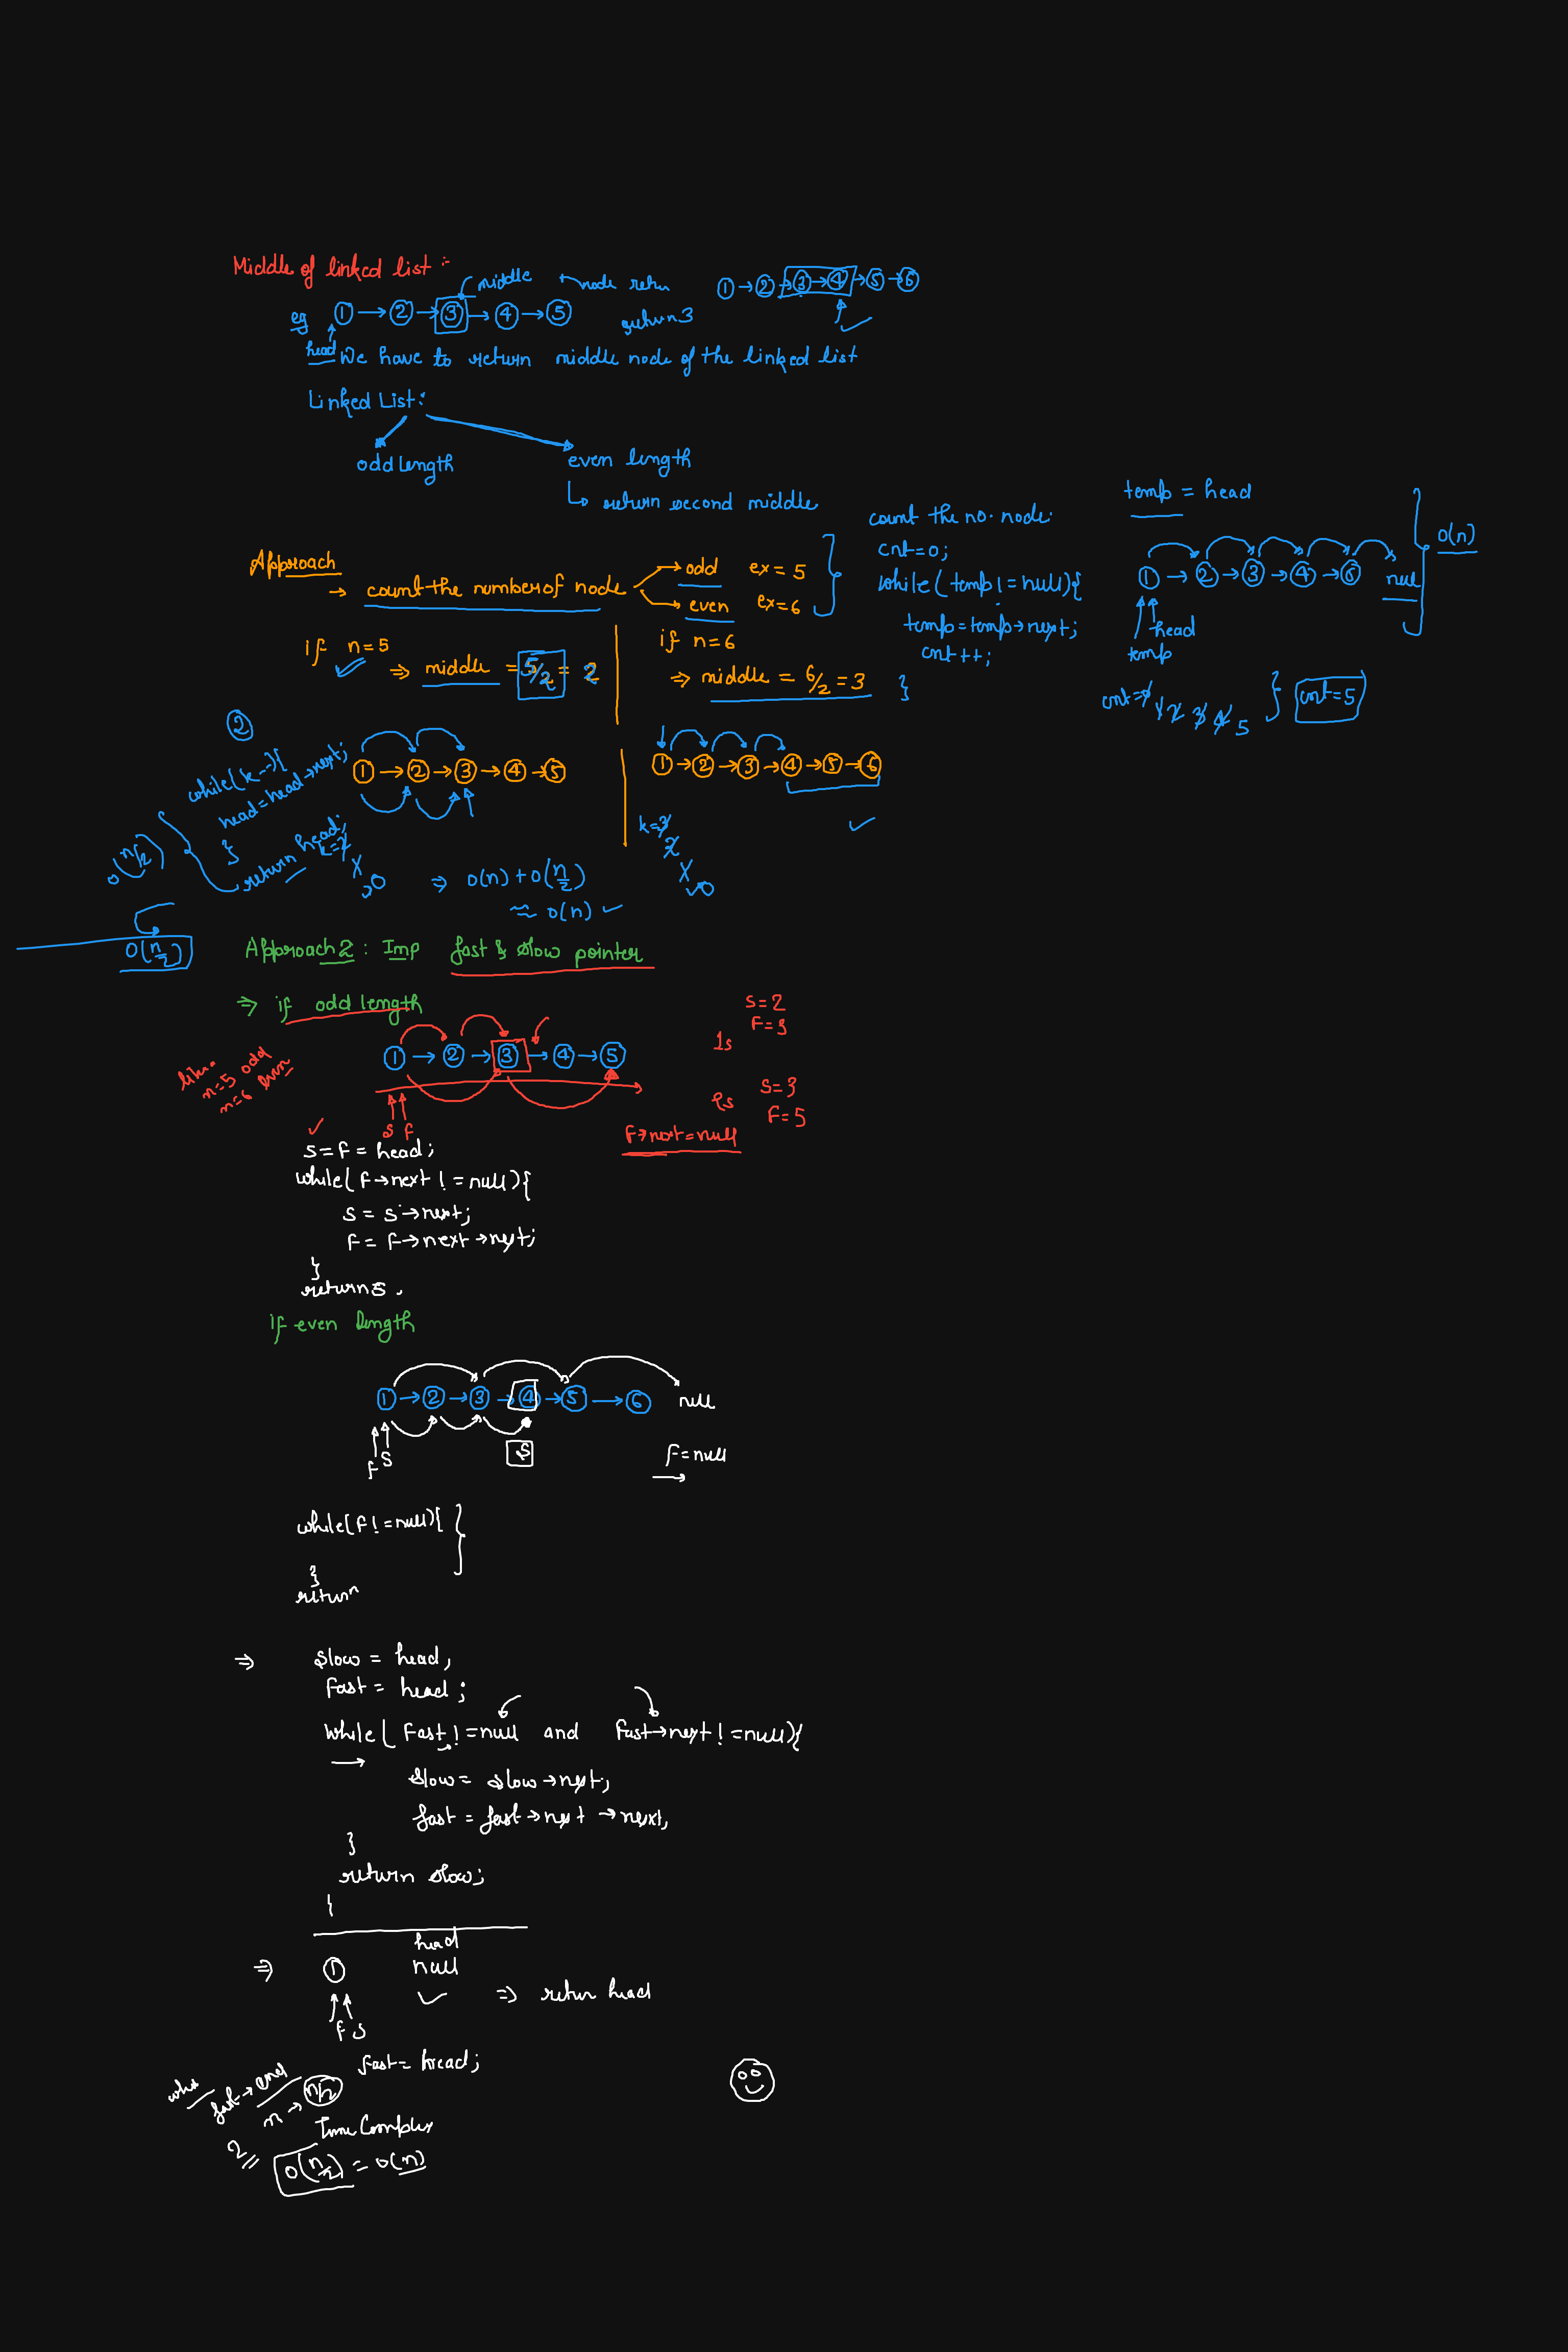 Middle of linked list :-
middle node retun
eg ① → ② → ③ → ④ → ⑤ return 3
① → ② → ③ → ④ → ⑤ → ⑥
head We have to return middle node of the linked list
Linked List:
odd length
even length
↳ return second middle
Approach
→ count the number of node
odd ex = 5
even ex = 6
count the no. node.
cnt = 0;
while ( temp != null){
temp = temp → next;
cnt ++;
}
temp = head
① → ② → ③ → ④ → ⑤ null
O(n)
head
temp
cnt = 0 1 2 3 4 5
cnt = 5
if n = 5
⇒ middle = 5/2 = 2
if n = 6
⇒ middle = 6/2 = 3
②
while(k--){
head = head → next;
}
return head;
O(n/2)
① → ② → ③ → ④ → ⑤
k = 2 1 0
① → ② → ③ → ④ → ⑤ → ⑥
k = 3 2 1 0
⇒ O(n) + O(n/2)
≈ O(n) ✓
O(n/2)
Approach 2 : Imp fast & slow pointer
⇒ if odd length
like
n = 5 odd
n = 6 even
① → ② → ③ → ④ → ⑤
s f
1s s = 2
F = 3
2s s = 3
F = 5
F → next = null
s = F = head;
while( F → next != null){
s = s → next;
F = F → next → next;
}
return s.
If even length
① → ② → ③ → ④ → ⑤ → ⑥ null
F S
S
F = null
while( F != null){
}
return
⇒ slow = head;
Fast = head;
while( Fast != null and Fast → next != null){
slow = slow → next;
fast = fast → next → next;
}
return slow;
}
head
⇒ ① null
✓ ⇒ retun head
F S
fast = head;
fast → end
n → n/2
Time Complex
2
O(n/2) = O(n)